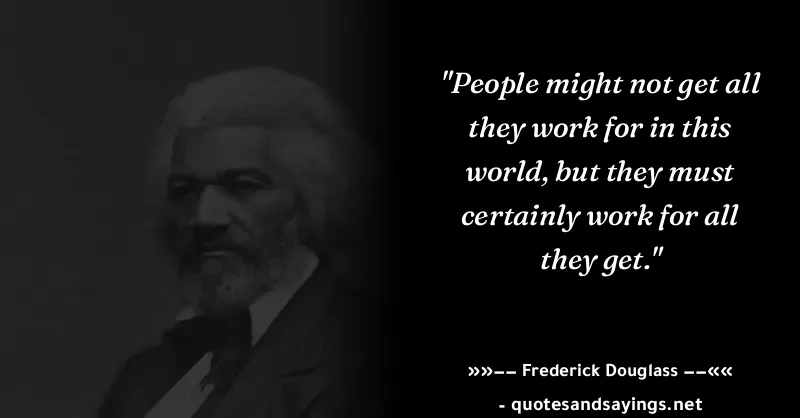 "People might not get all
they work for in this
world, but they must
certainly work for all
they get."
»»—— Frederick Douglass ——««
- quotesandsayings.net